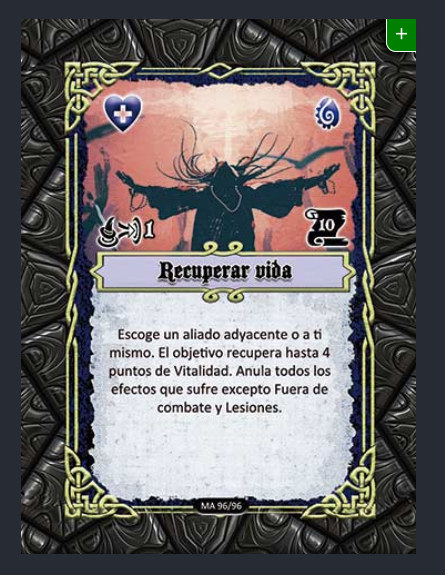 +
1
10
Recuperar vida
Escoge un aliado adyacente o a ti
mismo. El objetivo recupera hasta 4
puntos de Vitalidad. Anula todos los
efectos que sufre excepto Fuera de
combate y Lesiones.
MA 96/96